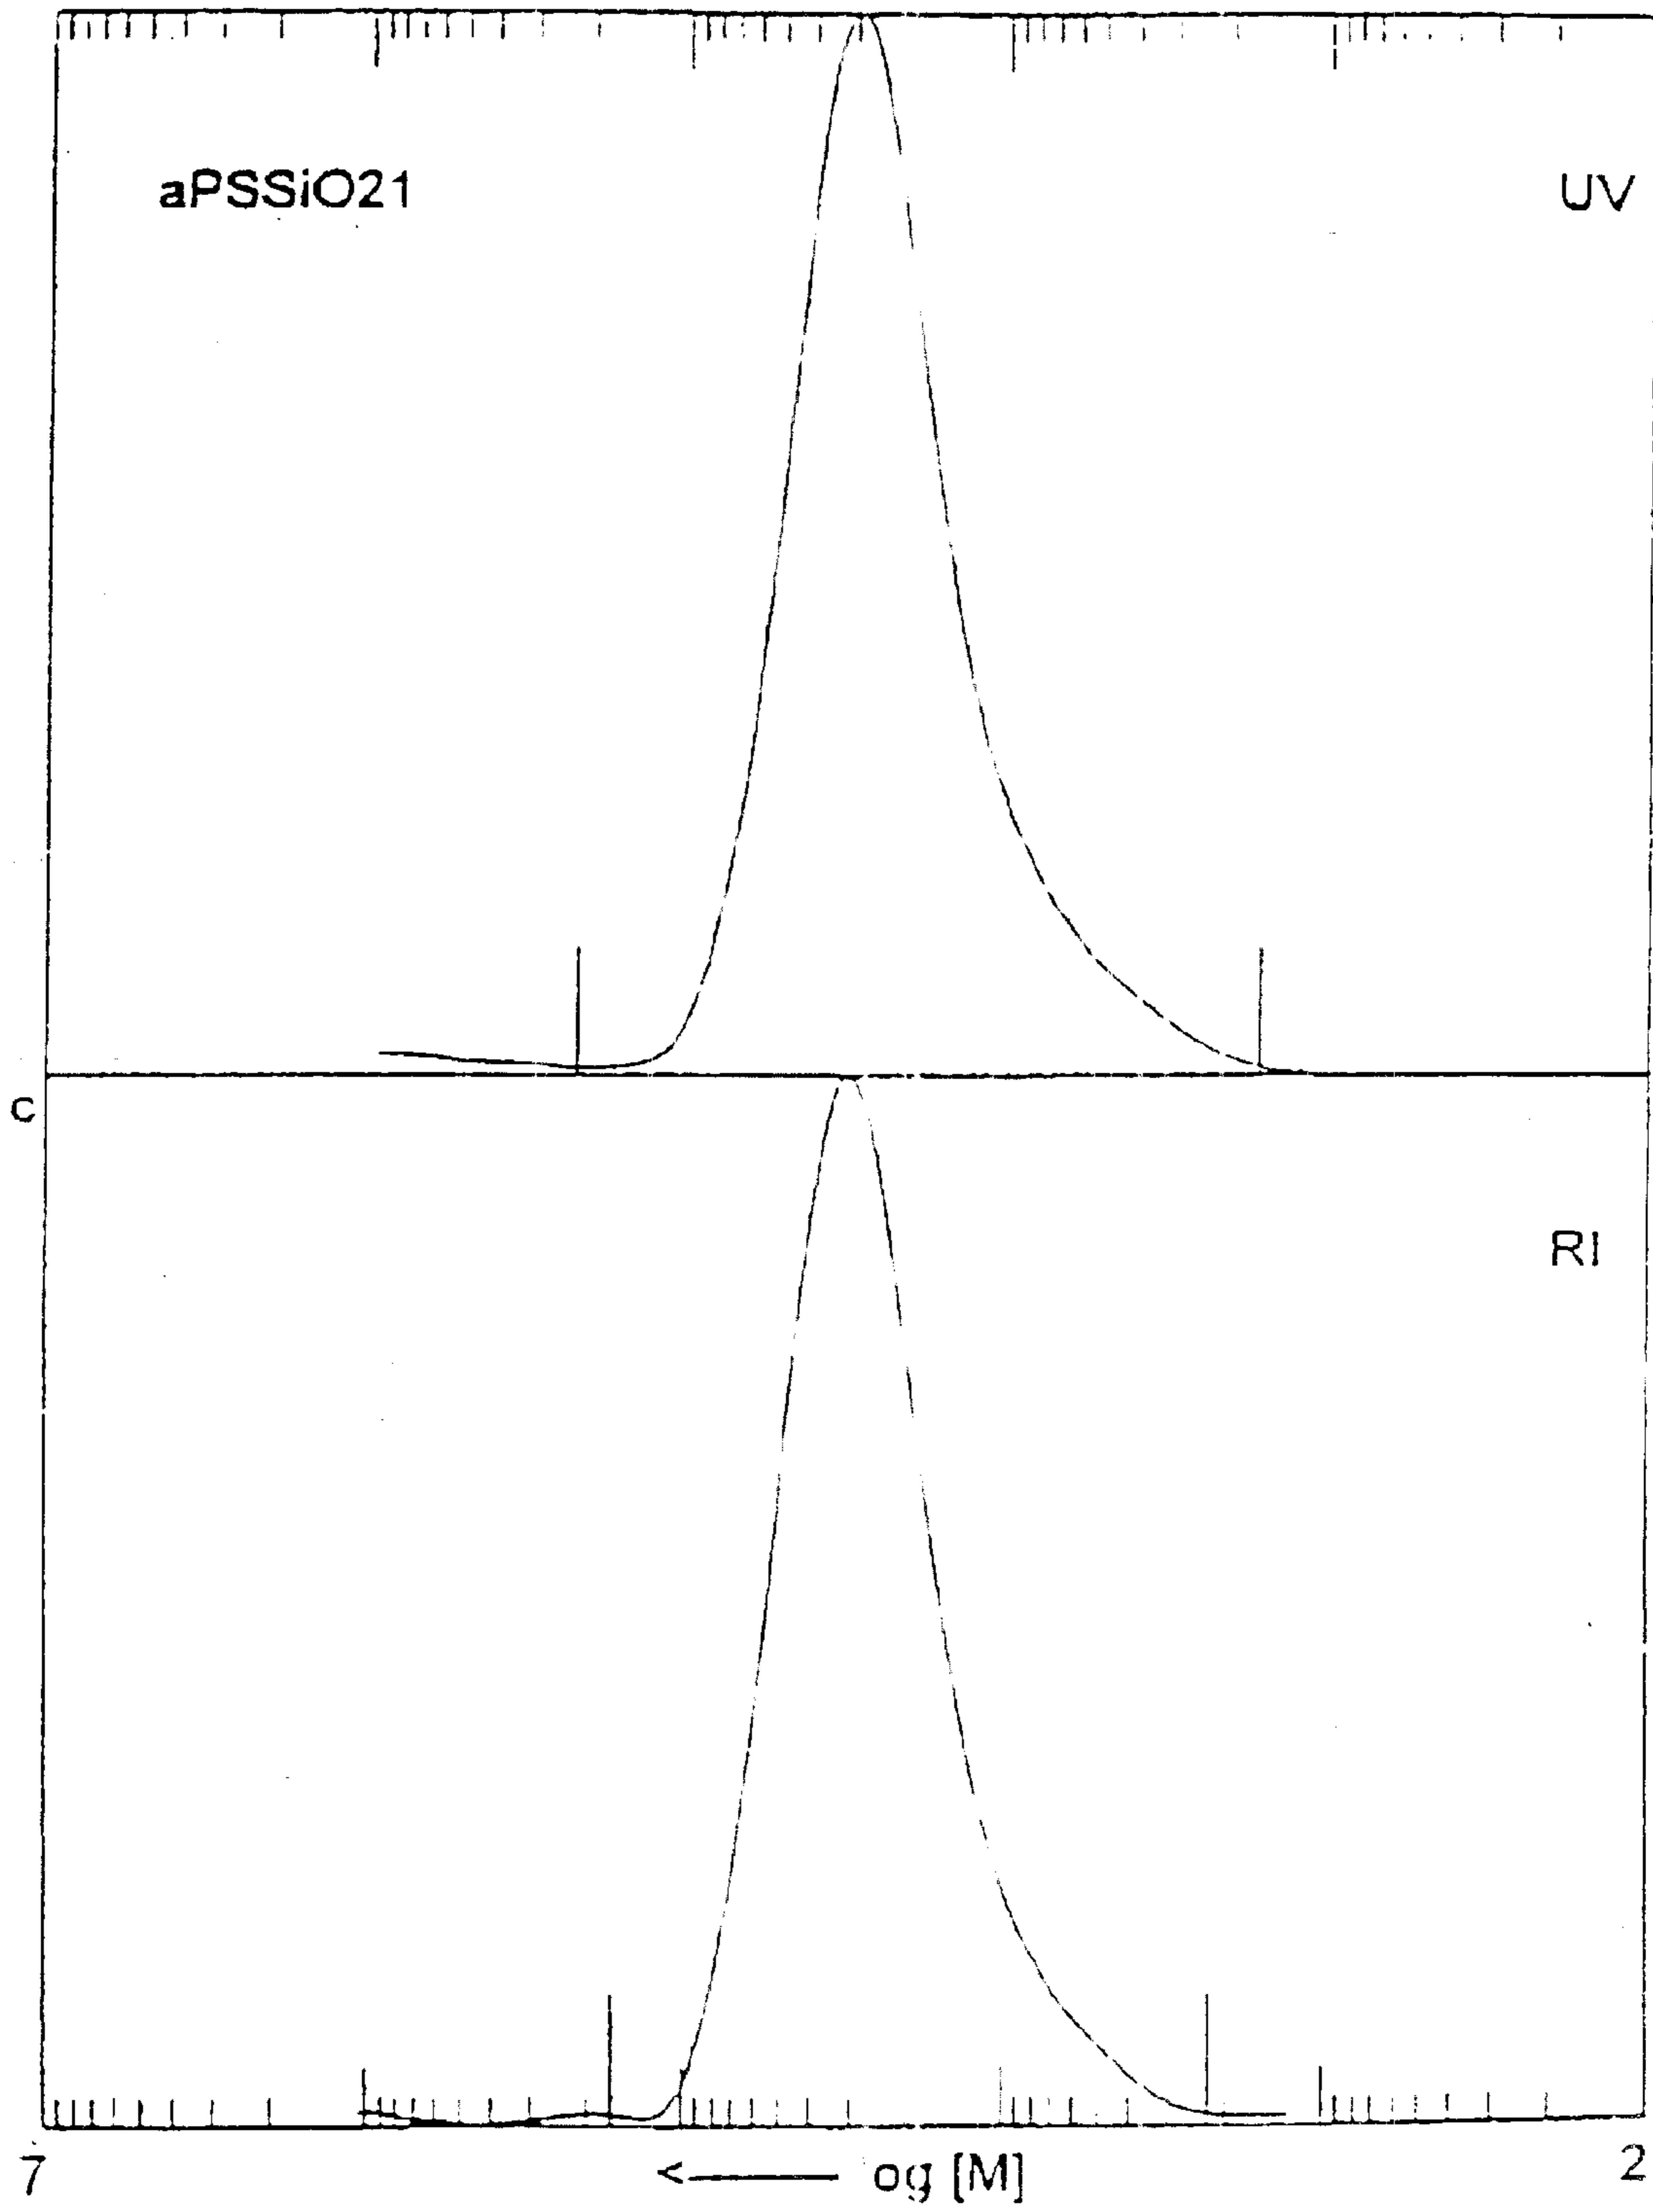 aPSSiO21
UV
c
RI
7
<——— og [M]
2